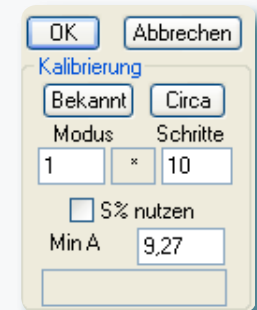 OK Abbrechen
Kalibrierung
Bekannt Circa
Modus Schritte
1 * 10
S% nutzen
Min A 9,27